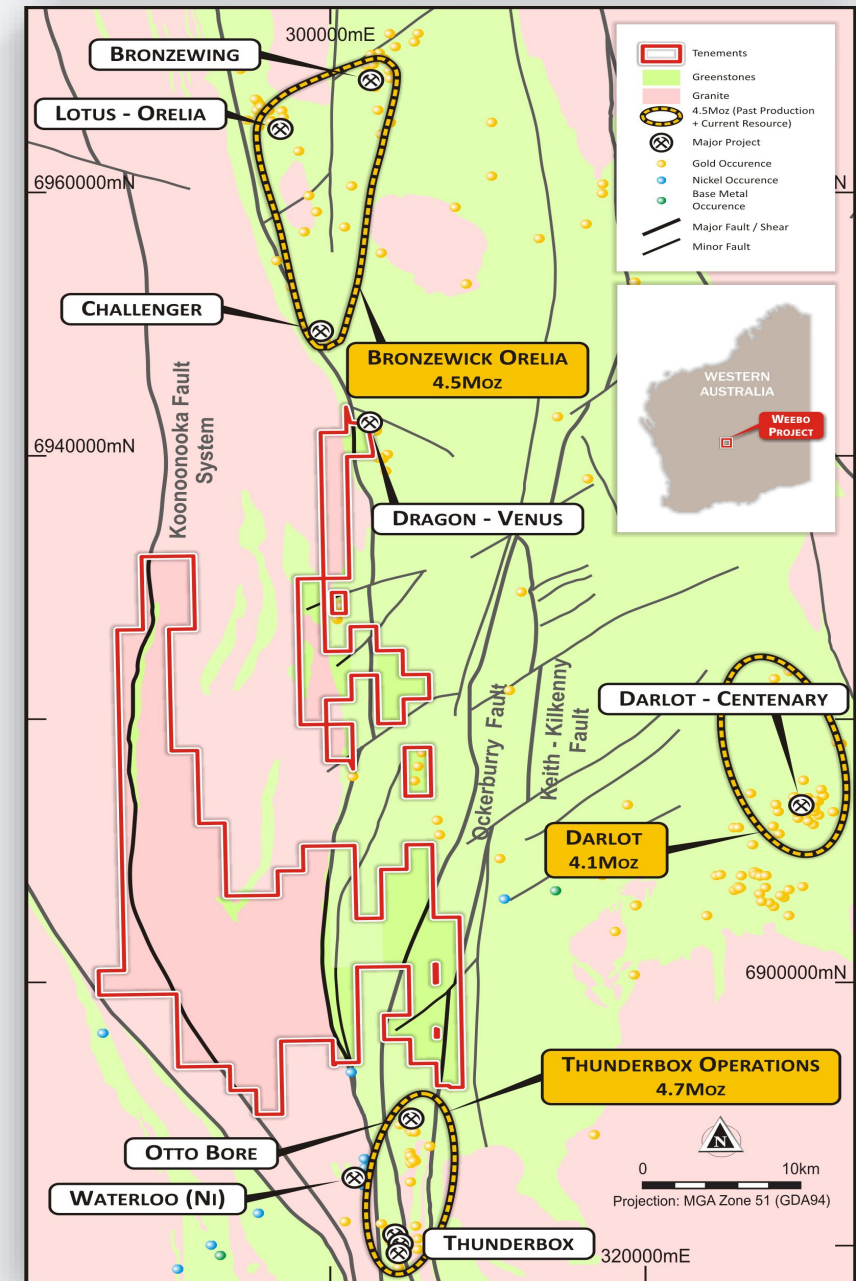 300000mE
BRONZEWING
LOTUS - ORELIA
6960000mN
N
CHALLENGER
BRONZEWICK ORELIA
4.5MOZ
Koonoonooka Fault
System
6940000mN
DRAGON - VENUS
Tenements
Greenstones
Granite
4.5Moz (Past Production
+ Current Resource)
Major Project
Gold Occurence
Nickel Occurence
Base Metal
Occurence
Major Fault / Shear
Minor Fault
WESTERN
AUSTRALIA
WEEBO
PROJECT
Ockerburry Fault
Keith - Kilkenny
Fault
DARLOT - CENTENARY
DARLOT
4.1MOZ
6900000mN
THUNDERBOX OPERATIONS
4.7MOZ
OTTO BORE
WATERLOO (NI)
THUNDERBOX
N
0 10km
Projection: MGA Zone 51 (GDA94)
320000mE